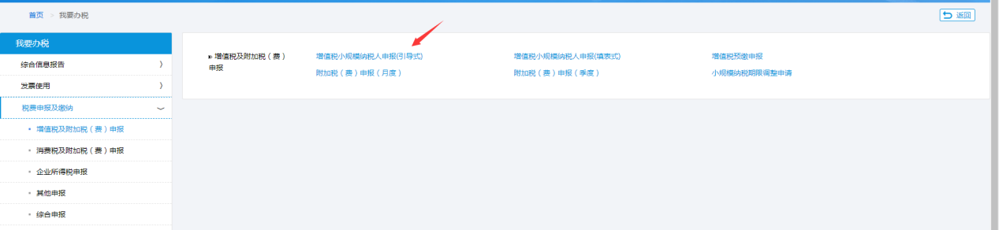 首页 > 我要办税
返回
我要办税
综合信息报告
发票使用
税费申报及缴纳
增值税及附加税（费）申报
消费税及附加税（费）申报
企业所得税申报
其他申报
综合申报
增值税及附加税（费）
申报
增值税小规模纳税人申报(引导式)
增值税小规模纳税人申报(填表式)
增值税预缴申报
附加税（费）申报（月度）
附加税（费）申报（季度）
小规模纳税期限调整申请